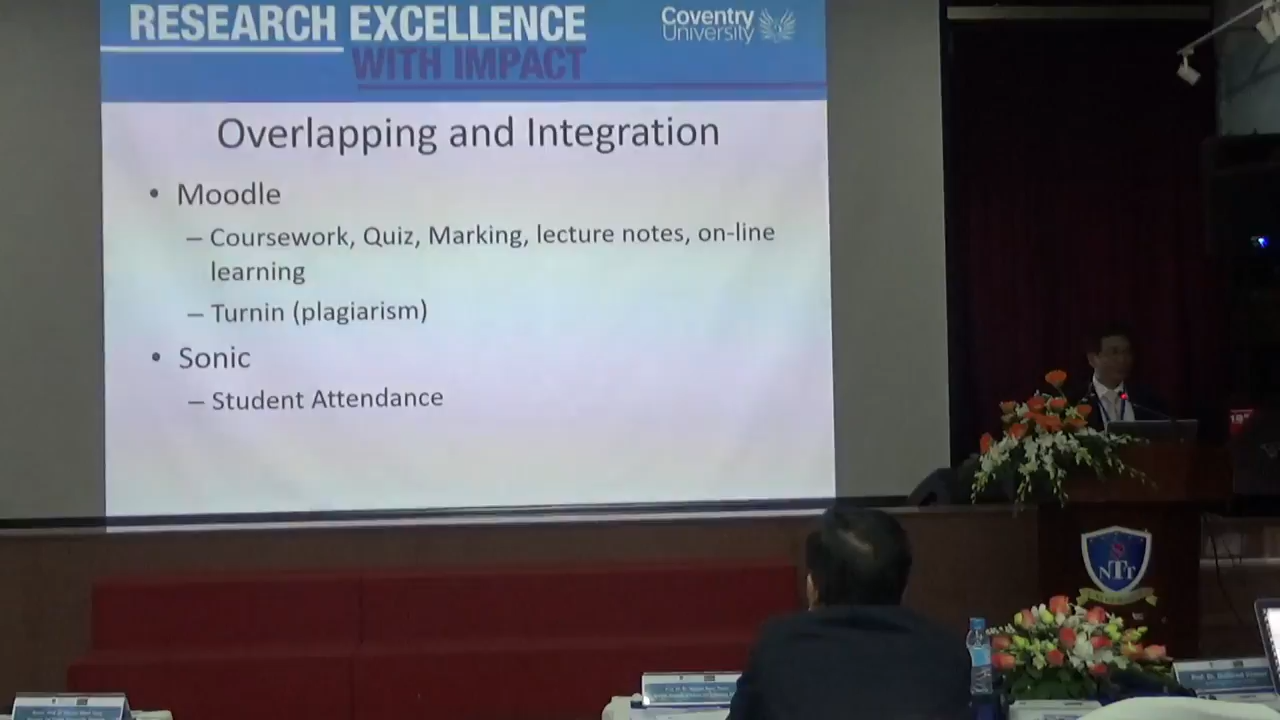 RESEARCH EXCELLENCE
WITH IMPACT
Coventry
University
Overlapping and Integration
• Moodle
– Coursework, Quiz, Marking, lecture notes, on-line
learning
– Turnin (plagiarism)
• Sonic
– Student Attendance
NTT